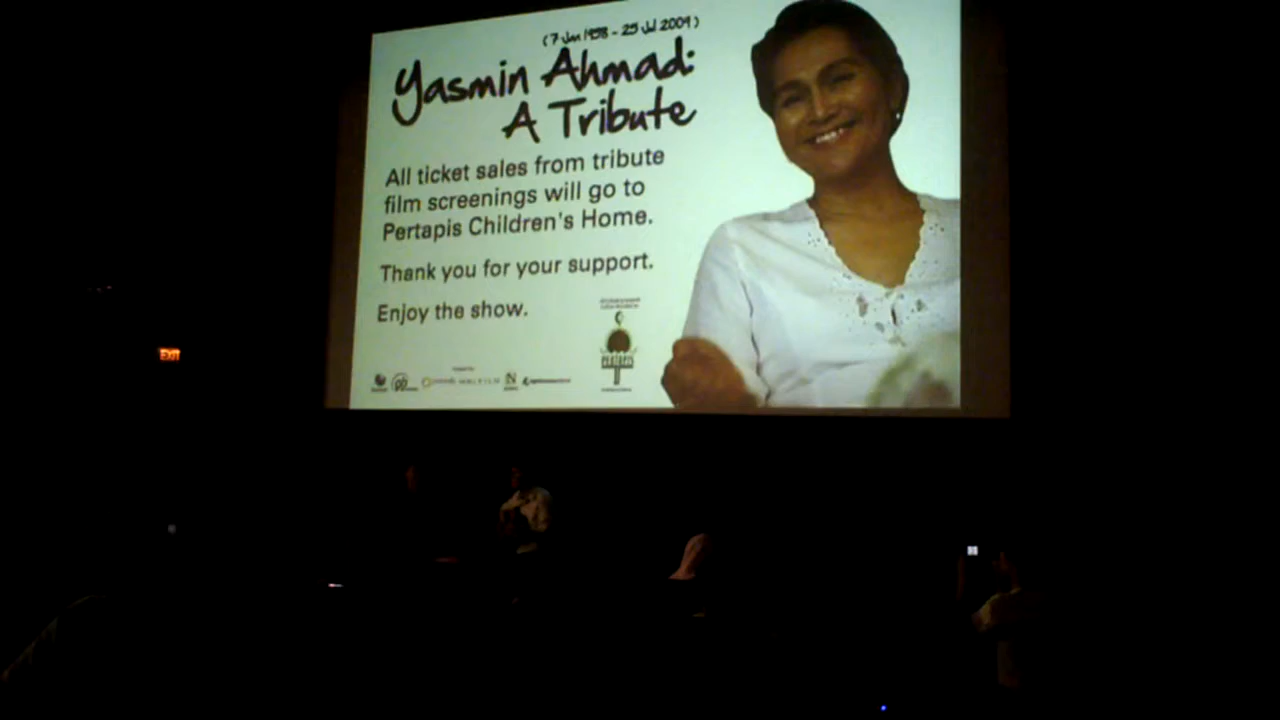 (7 Jan 1958 - 25 Jul 2009)
Yasmin Ahmad:
A Tribute
All ticket sales from tribute
film screenings will go to
Pertapis Children's Home.
Thank you for your support.
Enjoy the show.
PERTAPIS
EXIT